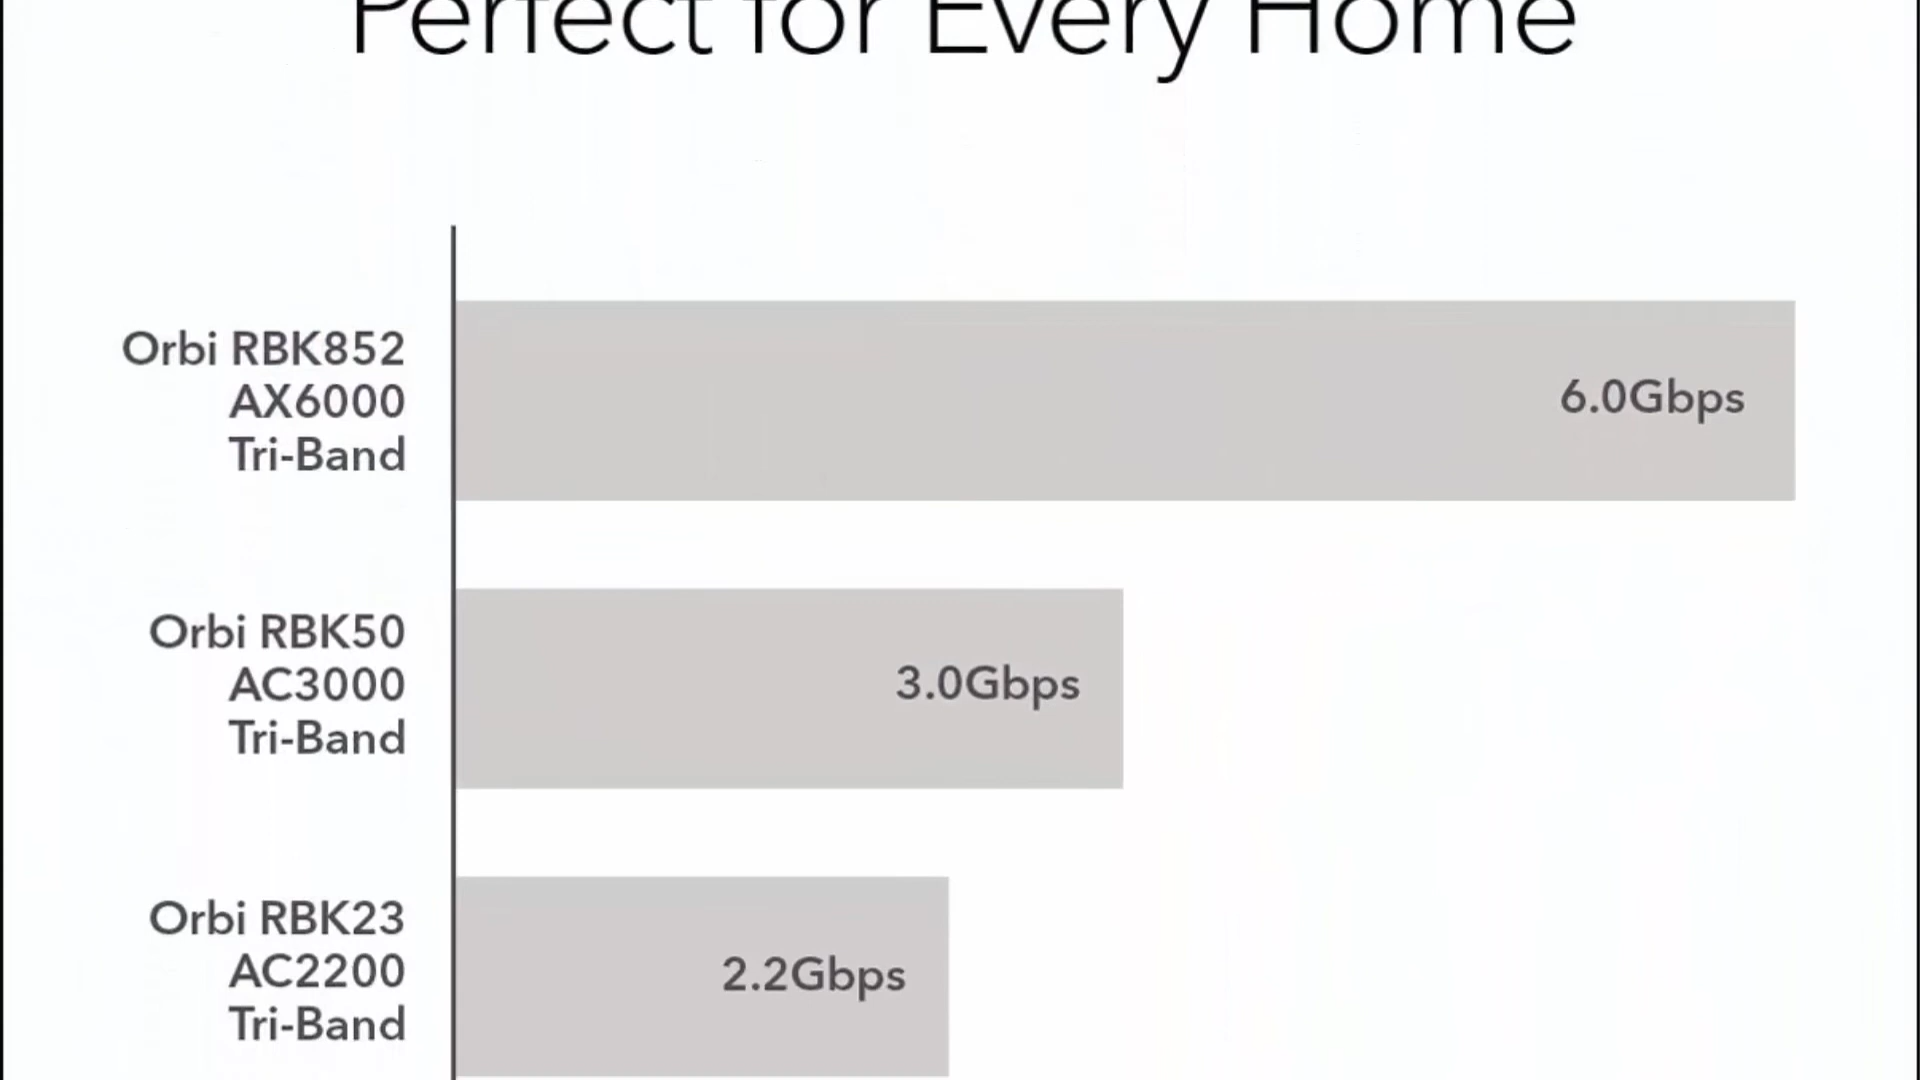 Perfect for Every Home
Orbi RBK852
AX6000
Tri-Band
6.0Gbps
Orbi RBK50
AC3000
Tri-Band
3.0Gbps
Orbi RBK23
AC2200
Tri-Band
2.2Gbps